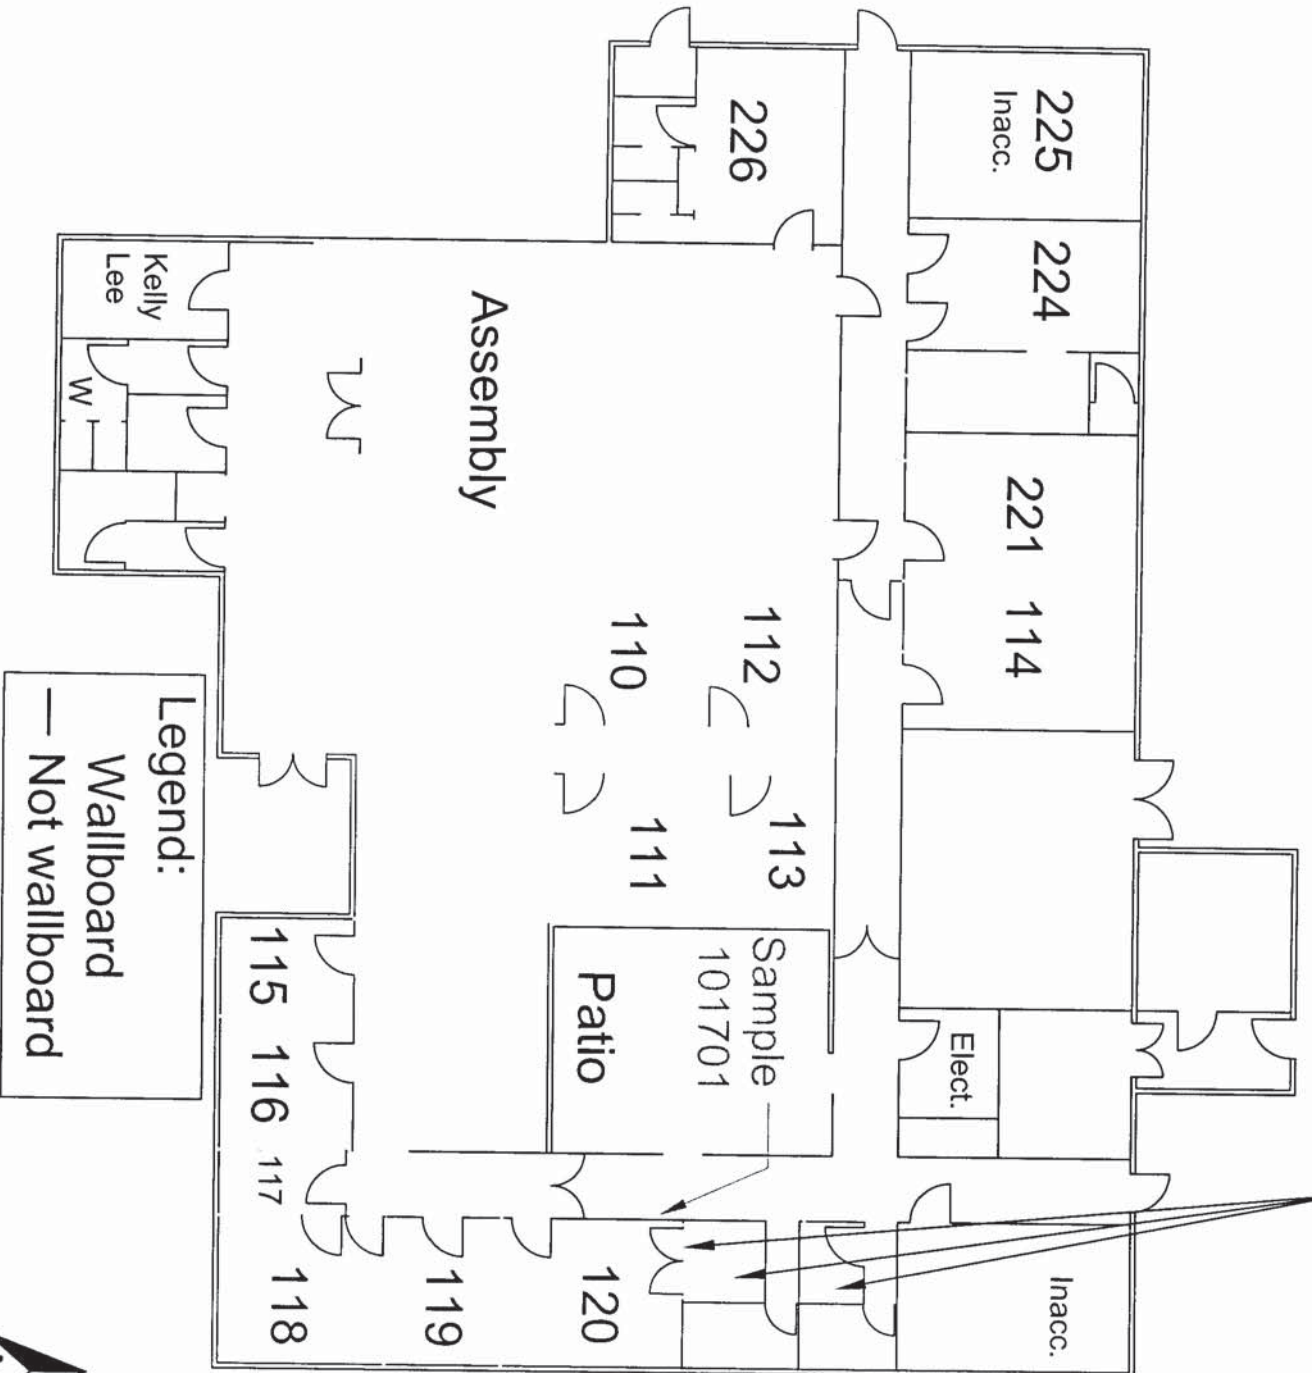 225
Inacc.
226
224
Kelly
Lee
W
Assembly
221 114
112
110
113
111
Legend:
Wallboard
— Not wallboard
Patio
Sample
101701
Elect.
115 116 117
118
119
120
Inacc.